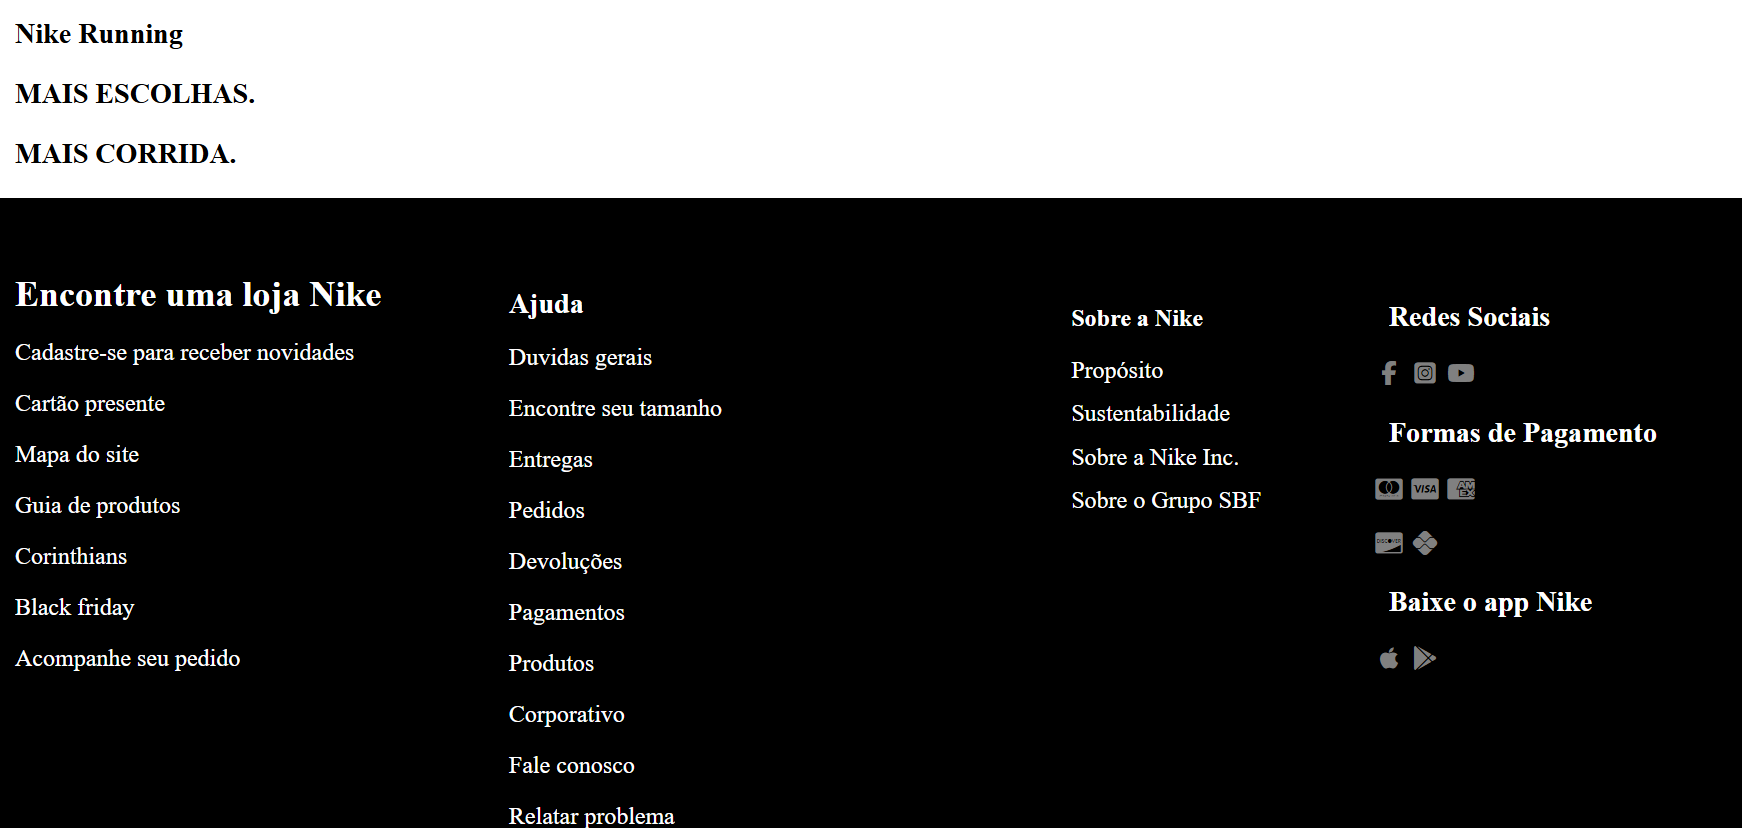 Nike Running
MAIS ESCOLHAS.
MAIS CORRIDA.
Encontre uma loja Nike
Cadastre-se para receber novidades
Cartão presente
Mapa do site
Guia de produtos
Corinthians
Black friday
Acompanhe seu pedido
Ajuda
Duvidas gerais
Encontre seu tamanho
Entregas
Pedidos
Devoluções
Pagamentos
Produtos
Corporativo
Fale conosco
Relatar problema
Sobre a Nike
Propósito
Sustentabilidade
Sobre a Nike Inc.
Sobre o Grupo SBF
Redes Sociais
Formas de Pagamento
VISA
AM
EX
DISCOVER
Baixe o app Nike